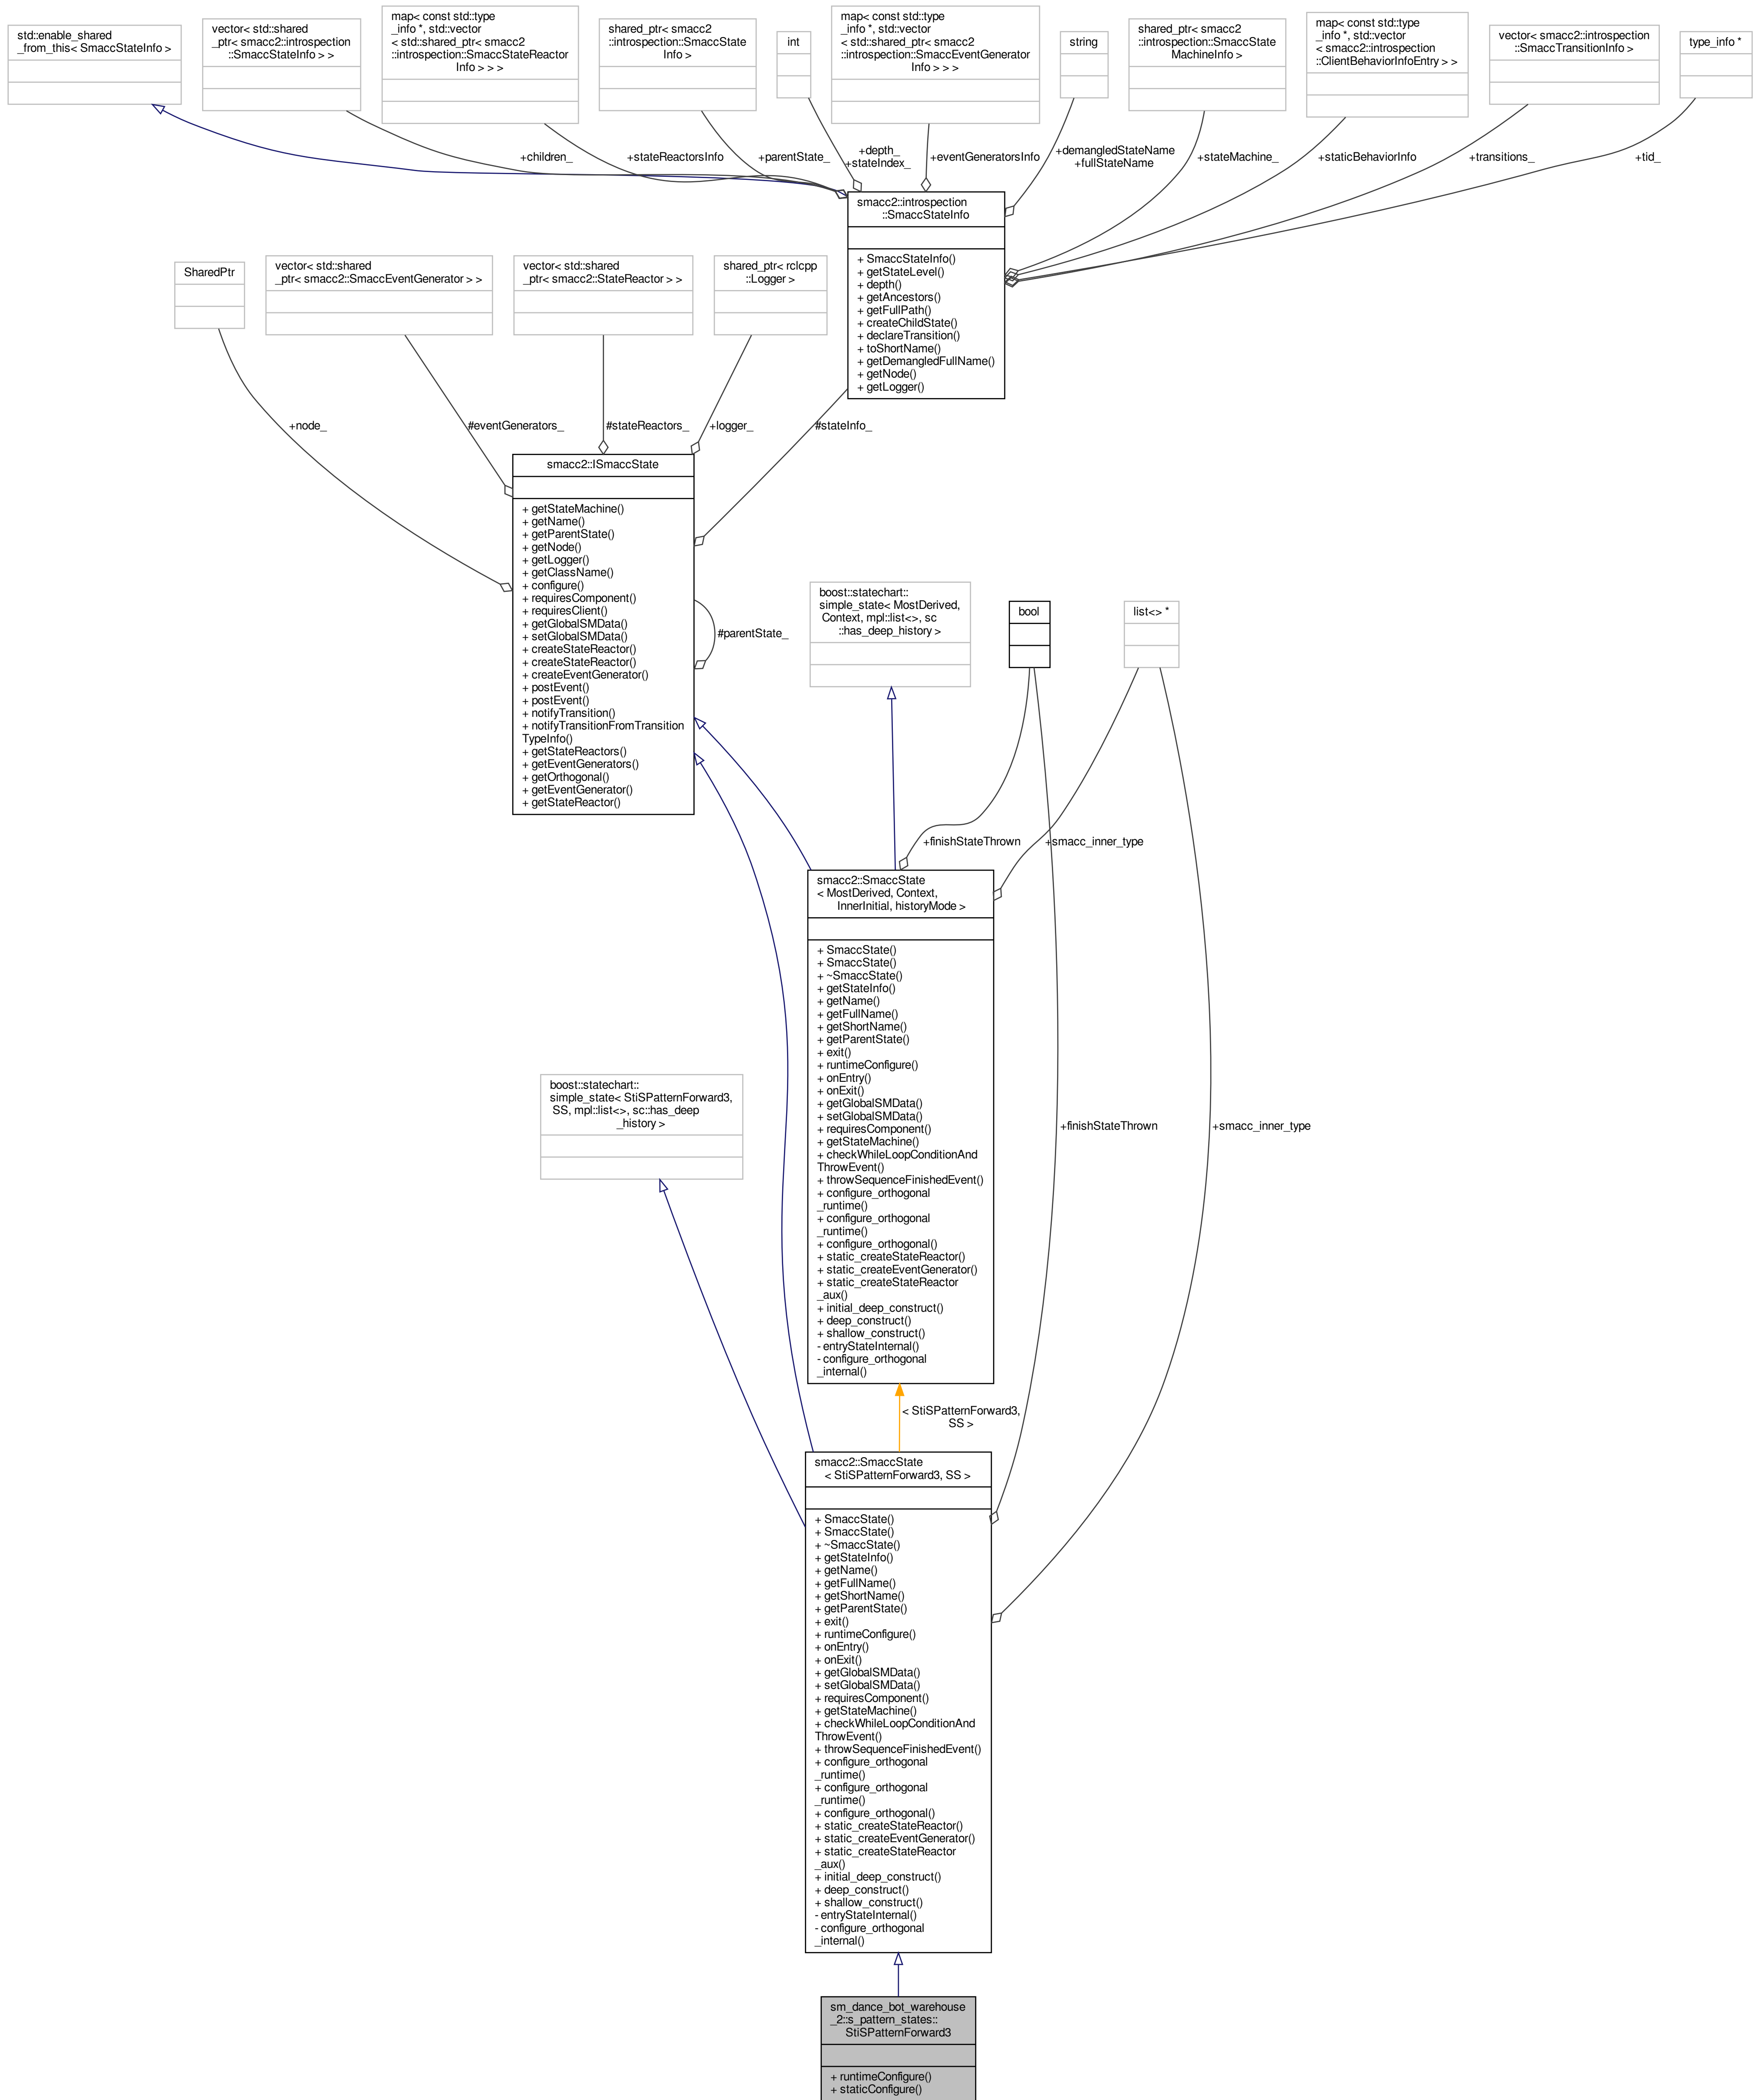 std::enable_shared
_from_this< SmaccStateInfo >
vector< std::shared
_ptr< smacc2::introspection
::SmaccStateInfo > >
map< const std::type
_info *, std::vector
< std::shared_ptr< smacc2
::introspection::SmaccStateReactor
Info > > >
shared_ptr< smacc2
::introspection::SmaccState
Info >
int
map< const std::type
_info *, std::vector
< std::shared_ptr< smacc2
::introspection::SmaccEventGenerator
Info > > >
string
shared_ptr< smacc2
::introspection::SmaccState
MachineInfo >
map< const std::type
_info *, std::vector
< smacc2::introspection
::ClientBehaviorInfoEntry > >
vector< smacc2::introspection
::SmaccTransitionInfo >
type_info *
+children_
+stateReactorsInfo
+parentState_
+depth_
+stateIndex_
+eventGeneratorsInfo
+demangledStateName
+fullStateName
+stateMachine_
+staticBehaviorInfo
+transitions_
+tid_
smacc2::introspection
::SmaccStateInfo
+ SmaccStateInfo()
+ getStateLevel()
+ depth()
+ getAncestors()
+ getFullPath()
+ createChildState()
+ declareTransition()
+ toShortName()
+ getDemangledFullName()
+ getNode()
+ getLogger()
SharedPtr
vector< std::shared
_ptr< smacc2::SmaccEventGenerator > >
vector< std::shared
_ptr< smacc2::StateReactor > >
shared_ptr< rclcpp
::Logger >
+node_
#eventGenerators_
#stateReactors_
+logger_
#stateInfo_
smacc2::ISmaccState
+ getStateMachine()
+ getName()
+ getParentState()
+ getNode()
+ getLogger()
+ getClassName()
+ configure()
+ requiresComponent()
+ requiresClient()
+ getGlobalSMData()
+ setGlobalSMData()
+ createStateReactor()
+ createStateReactor()
+ createEventGenerator()
+ postEvent()
+ postEvent()
+ notifyTransition()
+ notifyTransitionFromTransition
TypeInfo()
+ getStateReactors()
+ getEventGenerators()
+ getOrthogonal()
+ getEventGenerator()
+ getStateReactor()
#parentState_
boost::statechart::
simple_state< MostDerived,
Context, mpl::list<>, sc
::has_deep_history >
bool
list<> *
+finishStateThrown
+smacc_inner_type
smacc2::SmaccState
< MostDerived, Context,
InnerInitial, historyMode >
+ SmaccState()
+ SmaccState()
+ ~SmaccState()
+ getStateInfo()
+ getName()
+ getFullName()
+ getShortName()
+ getParentState()
+ exit()
+ runtimeConfigure()
+ onEntry()
+ onExit()
+ getGlobalSMData()
+ setGlobalSMData()
+ requiresComponent()
+ getStateMachine()
+ checkWhileLoopConditionAnd
ThrowEvent()
+ throwSequenceFinishedEvent()
+ configure_orthogonal
_runtime()
+ configure_orthogonal
_runtime()
+ configure_orthogonal()
+ static_createStateReactor()
+ static_createEventGenerator()
+ static_createStateReactor
_aux()
+ initial_deep_construct()
+ deep_construct()
+ shallow_construct()
- entryStateInternal()
- configure_orthogonal
_internal()
boost::statechart::
simple_state< StiSPatternForward3,
SS, mpl::list<>, sc::has_deep
_history >
+finishStateThrown
+smacc_inner_type
< StiSPatternForward3,
SS >
smacc2::SmaccState
< StiSPatternForward3, SS >
+ SmaccState()
+ SmaccState()
+ ~SmaccState()
+ getStateInfo()
+ getName()
+ getFullName()
+ getShortName()
+ getParentState()
+ exit()
+ runtimeConfigure()
+ onEntry()
+ onExit()
+ getGlobalSMData()
+ setGlobalSMData()
+ requiresComponent()
+ getStateMachine()
+ checkWhileLoopConditionAnd
ThrowEvent()
+ throwSequenceFinishedEvent()
+ configure_orthogonal
_runtime()
+ configure_orthogonal
_runtime()
+ configure_orthogonal()
+ static_createStateReactor()
+ static_createEventGenerator()
+ static_createStateReactor
_aux()
+ initial_deep_construct()
+ deep_construct()
+ shallow_construct()
- entryStateInternal()
- configure_orthogonal
_internal()
sm_dance_bot_warehouse
_2::s_pattern_states::
StiSPatternForward3
+ runtimeConfigure()
+ staticConfigure()